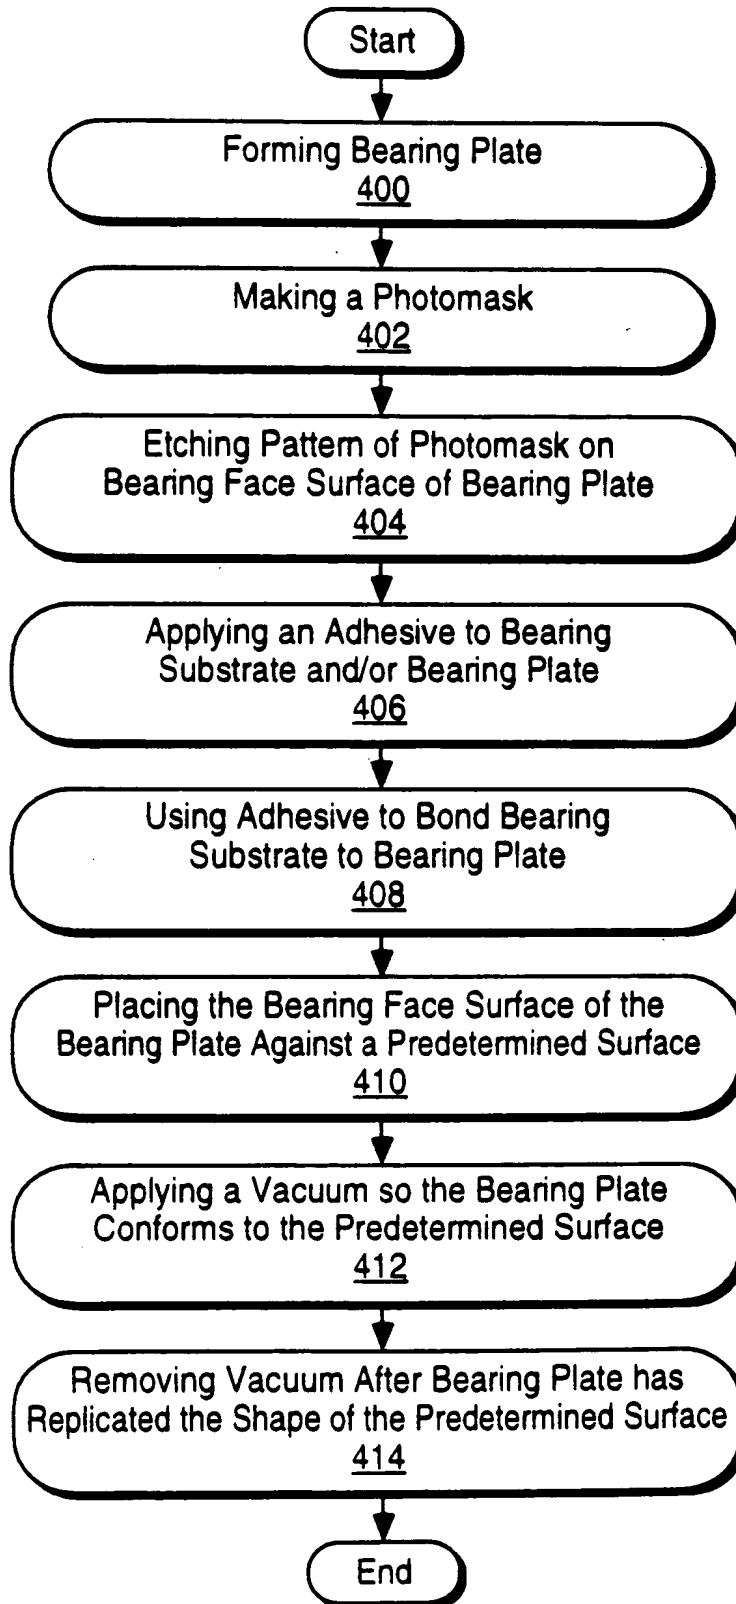 Start
Forming Bearing Plate
400
Making a Photomask
402
Etching Pattern of Photomask on
Bearing Face Surface of Bearing Plate
404
Applying an Adhesive to Bearing
Substrate and/or Bearing Plate
406
Using Adhesive to Bond Bearing
Substrate to Bearing Plate
408
Placing the Bearing Face Surface of the
Bearing Plate Against a Predetermined Surface
410
Applying a Vacuum so the Bearing Plate
Conforms to the Predetermined Surface
412
Removing Vacuum After Bearing Plate has
Replicated the Shape of the Predetermined Surface
414
End